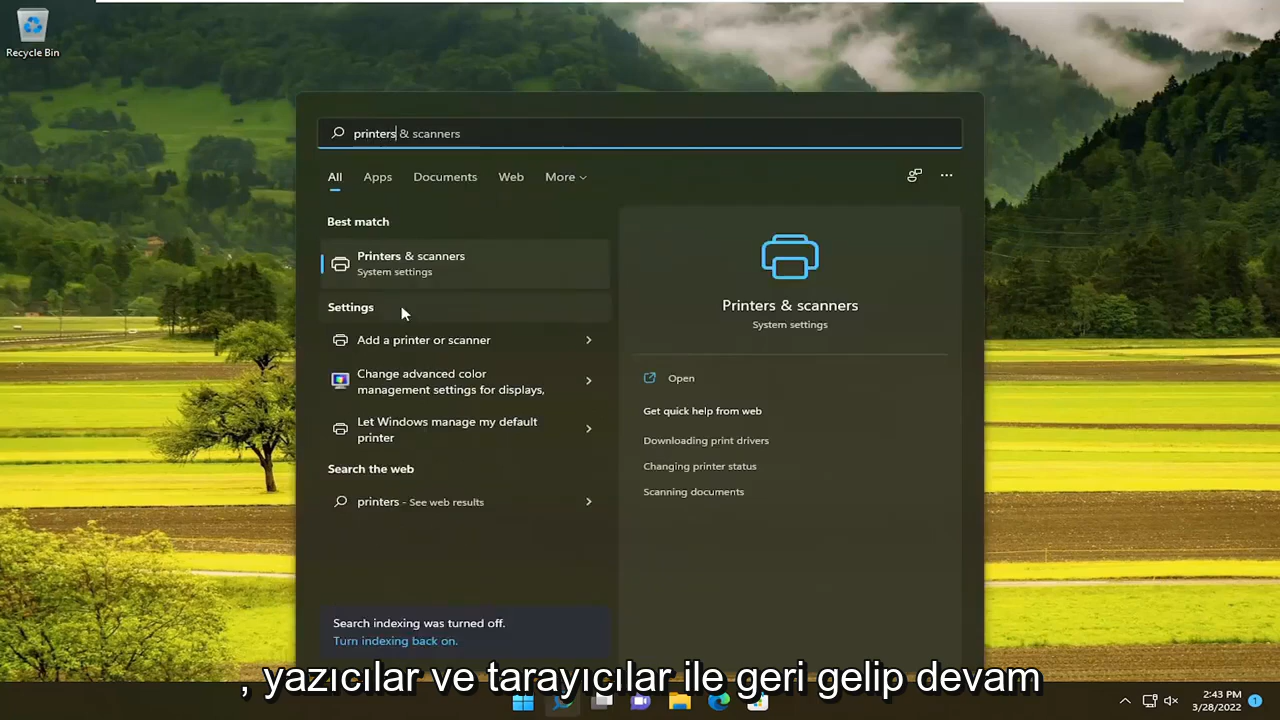 Recycle Bin
printers & scanners
All Apps Documents Web More
Best match
Printers & scanners
System settings
Settings
Add a printer or scanner
Change advanced color
management settings for displays,
Let Windows manage my default
printer
Search the web
printers - See web results
Search indexing was turned off.
Turn indexing back on.
Printers & scanners
System settings
Open
Get quick help from web
Downloading print drivers
Changing printer status
Scanning documents
, yazıcılar ve tarayıcılar ile geri gelip devam
2:43 PM
3/28/2022
1